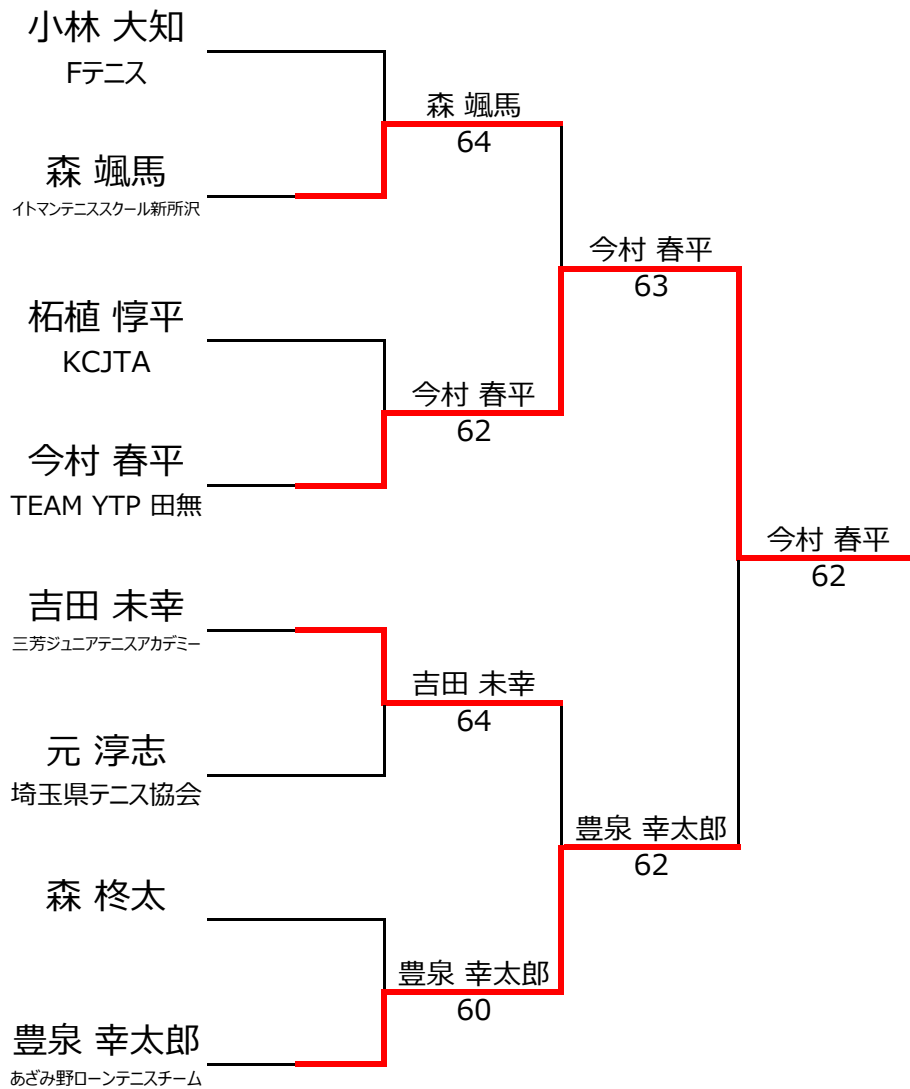 小林 大知
Fテニス
森 颯馬
64
森 颯馬
イトマンテニススクール新所沢
今村 春平
63
柘植 惇平
KCJTA
今村 春平
62
今村 春平
TEAM YTP 田無
今村 春平
62
吉田 未幸
三芳ジュニアテニスアカデミー
吉田 未幸
64
元 淳志
埼玉県テニス協会
豊泉 幸太郎
62
森 柊太
豊泉 幸太郎
60
豊泉 幸太郎
あざみ野ローンテニスチーム